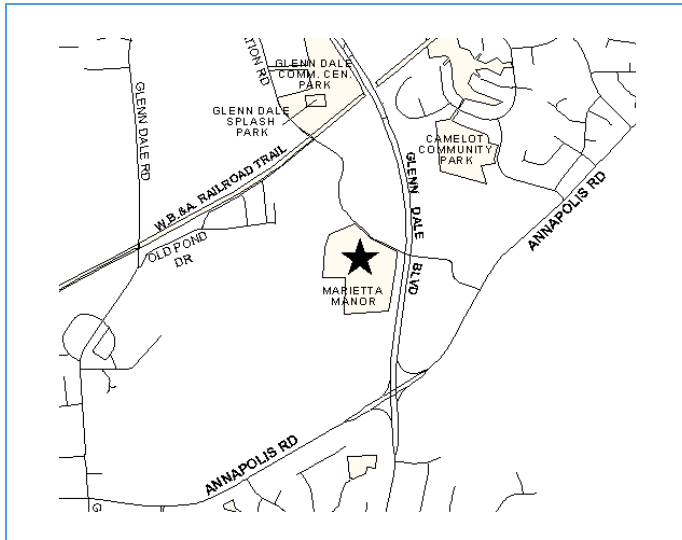 GLENN DALE
COMM. CEN.
PARK
GLENN DALE
SPLASH
PARK
GLENN DALE RD
W.B.&A. RAILROAD TRAIL
CAMELOT
COMMUNITY
PARK
GLENN DALE BLVD
ANNAPOLIS RD
OLD POND
DR
MARIETTA
MANOR
ANNAPOLIS RD